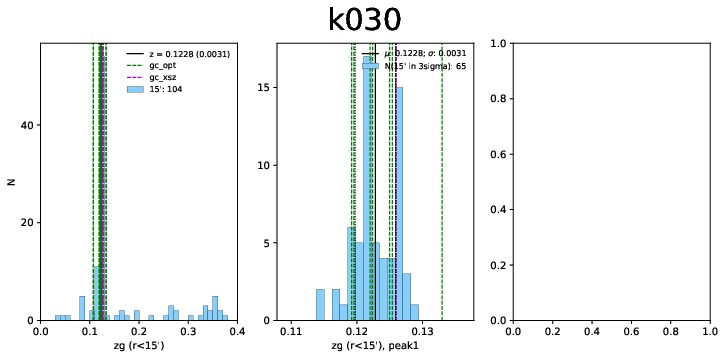 k030
z = 0.1228 (0.0031)
gc_opt
gc_xsz
15': 104
N
40
20
0
0.0 0.1 0.2 0.3 0.4
zg (r<15')
μ: 0.1228; σ: 0.0031
N(15' in 3sigma): 65
15
10
5
0
0.11 0.12 0.13
zg (r<15'), peak1
1.0
0.8
0.6
0.4
0.2
0.0
0.0 0.2 0.4 0.6 0.8 1.0